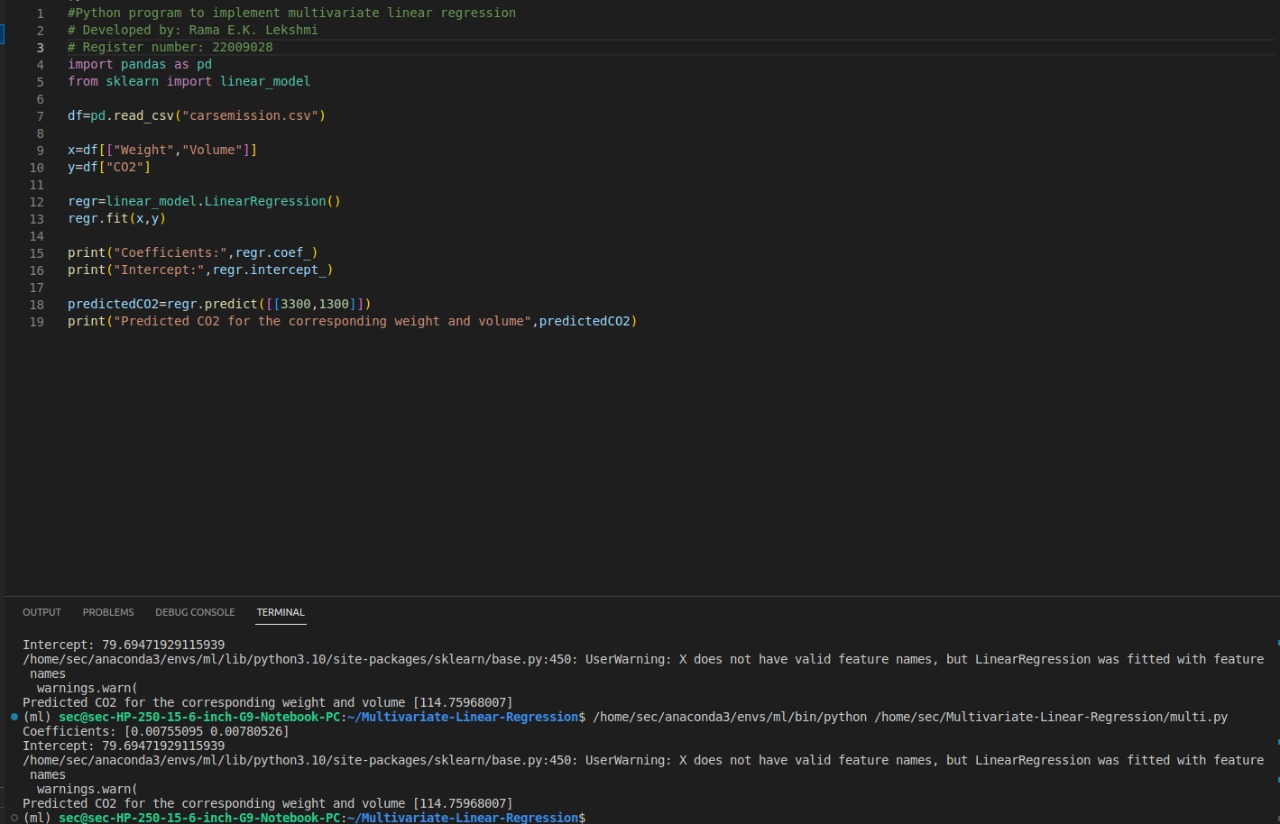 1 #Python program to implement multivariate linear regression
2 # Developed by: Rama E.K. Lekshmi
3 # Register number: 22009028
4 import pandas as pd
5 from sklearn import linear_model
6
7 df=pd.read_csv("carsemission.csv")
8
9 x=df[["Weight","Volume"]]
10 y=df["CO2"]
11
12 regr=linear_model.LinearRegression()
13 regr.fit(x,y)
14
15 print("Coefficients:",regr.coef_)
16 print("Intercept:",regr.intercept_)
17
18 predictedCO2=regr.predict([[3300,1300]])
19 print("Predicted CO2 for the corresponding weight and volume",predictedCO2)
OUTPUT PROBLEMS DEBUG CONSOLE TERMINAL
Intercept: 79.69471929115939
/home/sec/anaconda3/envs/ml/lib/python3.10/site-packages/sklearn/base.py:450: UserWarning: X does not have valid feature names, but LinearRegression was fitted with feature
names
warnings.warn(
Predicted CO2 for the corresponding weight and volume [114.75968007]
(ml) sec@sec-HP-250-15-6-inch-G9-Notebook-PC:~/Multivariate-Linear-Regression$ /home/sec/anaconda3/envs/ml/bin/python /home/sec/Multivariate-Linear-Regression/multi.py
Coefficients: [0.00755095 0.00780526]
Intercept: 79.69471929115939
/home/sec/anaconda3/envs/ml/lib/python3.10/site-packages/sklearn/base.py:450: UserWarning: X does not have valid feature names, but LinearRegression was fitted with feature
names
warnings.warn(
Predicted CO2 for the corresponding weight and volume [114.75968007]
(ml) sec@sec-HP-250-15-6-inch-G9-Notebook-PC:~/Multivariate-Linear-Regression$